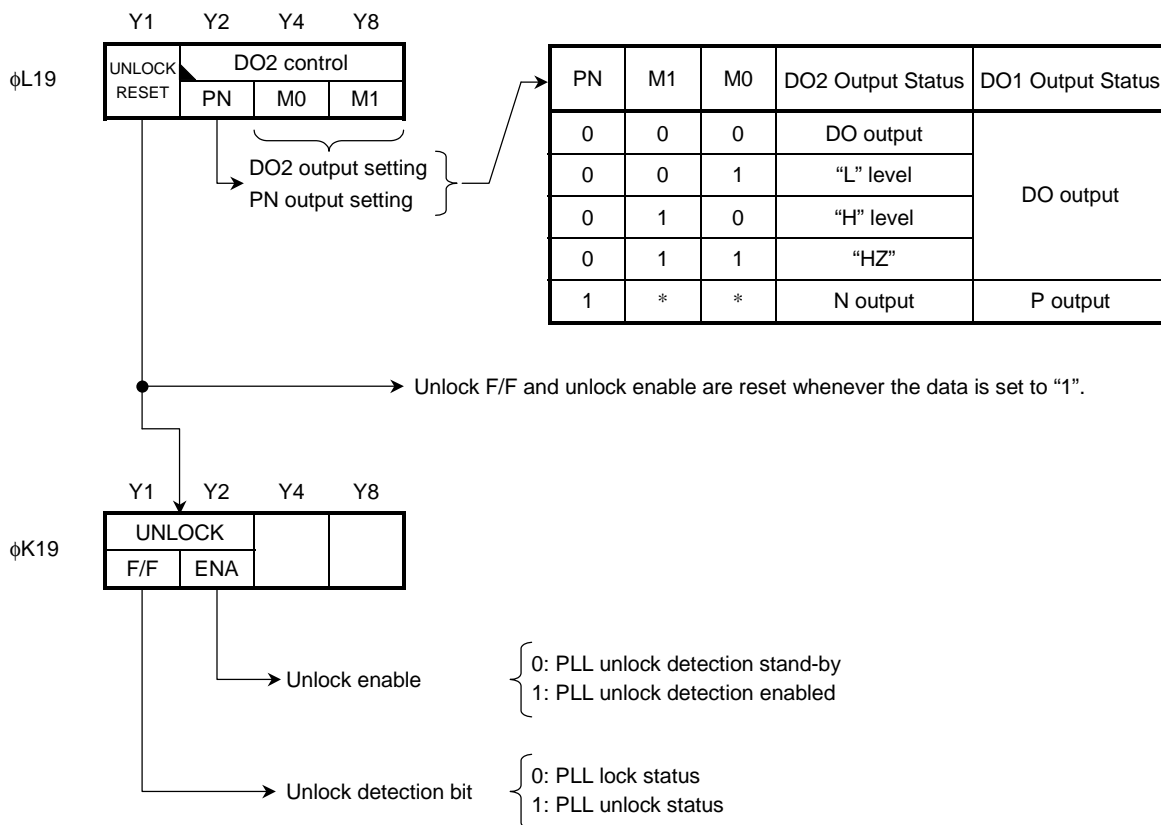 Y1 Y2 Y4 Y8
φL19
UNLOCK RESET
DO2 control
PN M0 M1
DO2 output setting
PN output setting
PN M1 M0 DO2 Output Status DO1 Output Status
0 0 0 DO output DO output
0 0 1 “L” level
0 1 0 “H” level
0 1 1 “HZ”
1 * * N output P output
Unlock F/F and unlock enable are reset whenever the data is set to “1”.
Y1 Y2 Y4 Y8
φK19
UNLOCK
F/F ENA
Unlock enable
0: PLL unlock detection stand-by
1: PLL unlock detection enabled
Unlock detection bit
0: PLL lock status
1: PLL unlock status